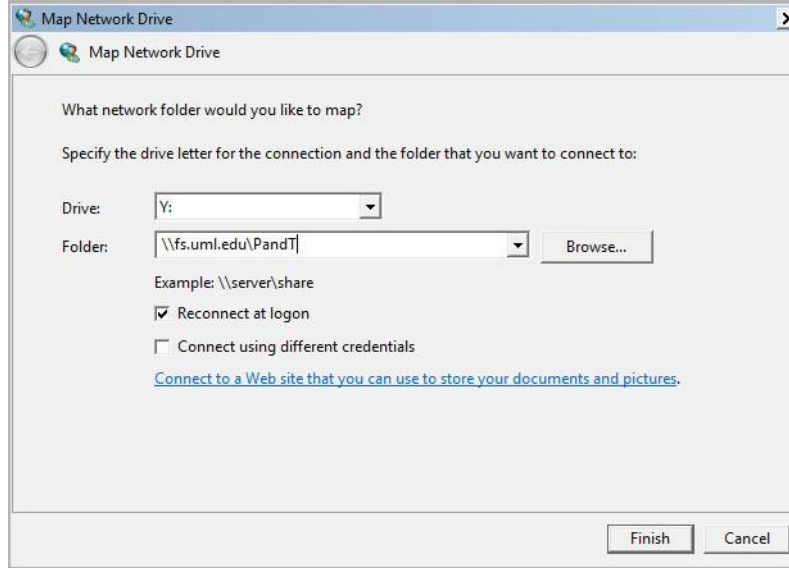 Map Network Drive
Map Network Drive
What network folder would you like to map?
Specify the drive letter for the connection and the folder that you want to connect to:
Drive: Y:
Folder: \\fs.uml.edu\PandT Browse...
Example: \\server\share
Reconnect at logon
Connect using different credentials
Connect to a Web site that you can use to store your documents and pictures.
Finish Cancel